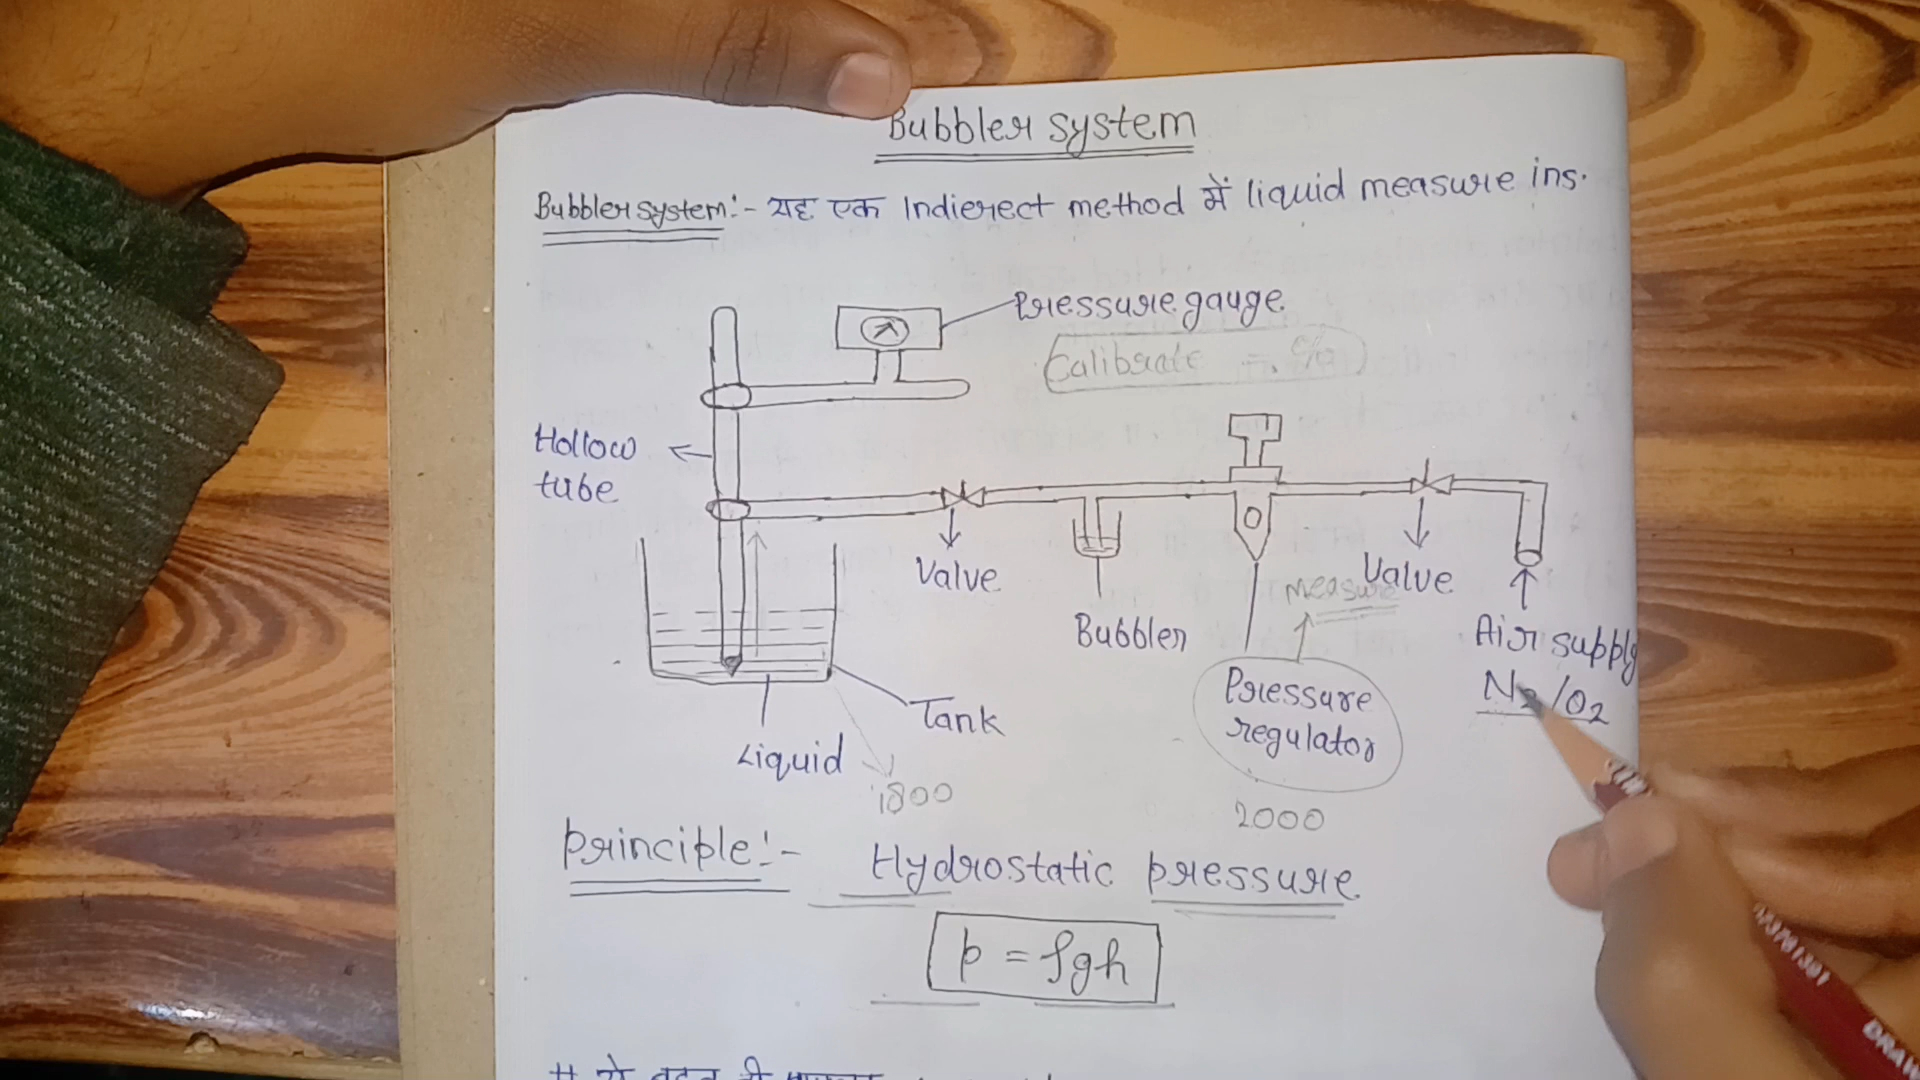 Bubbler system
Bubbler system:- यह एक Indierect method में liquid measure ins.
Pressure gauge
Calibrate - . %
Hollow
tube
Valve
Bubbler
measure
Valve
Air supply
N2/O2
Pressure
regulator
Tank
Liquid
1800
2000
principle:- Hydrostatic pressure
p = ρgh